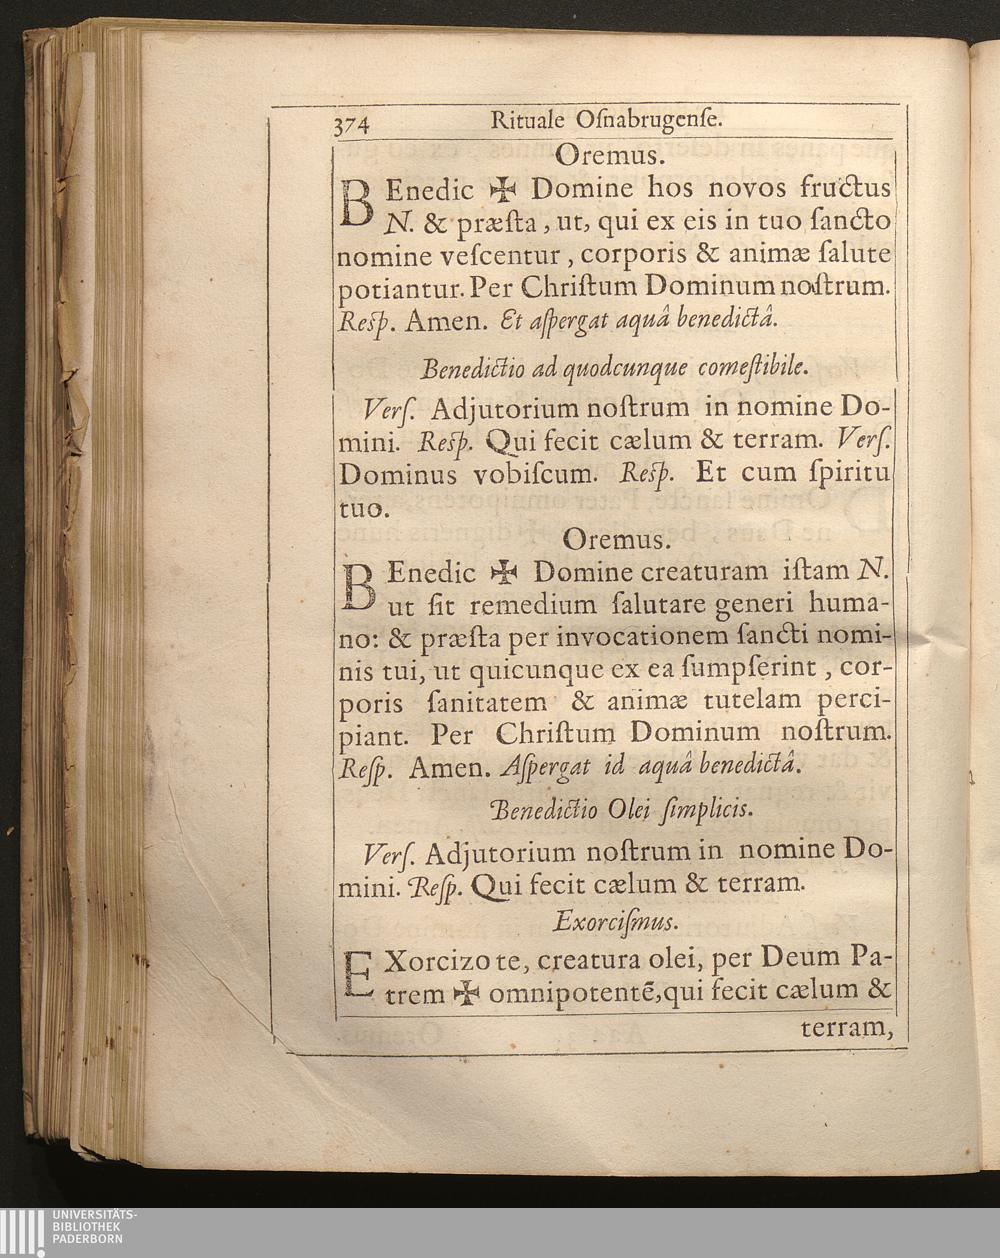 374 Rituale Oſnabrugenſe.
Oremus.
BEnedic ✠ Domine hos novos fructus
N. & præſta, ut, qui ex eis in tuo ſancto
nomine veſcentur, corporis & animæ ſalute
potiantur. Per Chriſtum Dominum noſtrum.
Reſp. Amen. Et aſpergat aquâ benedictâ.
Benedictio ad quodcunque comeſtibile.
Verſ. Adjutorium noſtrum in nomine Do-
mini. Reſp. Qui fecit cælum & terram. Verſ.
Dominus vobiſcum. Reſp. Et cum ſpiritu
tuo.
Oremus.
BEnedic ✠ Domine creaturam iſtam N.
ut ſit remedium ſalutare generi huma-
no: & præſta per invocationem ſancti nomi-
nis tui, ut quicunque ex ea ſumpſerint, cor-
poris ſanitatem & animæ tutelam perci-
piant. Per Chriſtum Dominum noſtrum.
Reſp. Amen. Aſpergat id aquâ benedictâ.
Benedictio Olei ſimplicis.
Verſ. Adjutorium noſtrum in nomine Do-
mini. Reſp. Qui fecit cælum & terram.
Exorciſmus.
EXorcizo te, creatura olei, per Deum Pa-
trem ✠ omnipotentẽ, qui fecit cælum &
terram,
UNIVERSITÄTS-
BIBLIOTHEK
PADERBORN